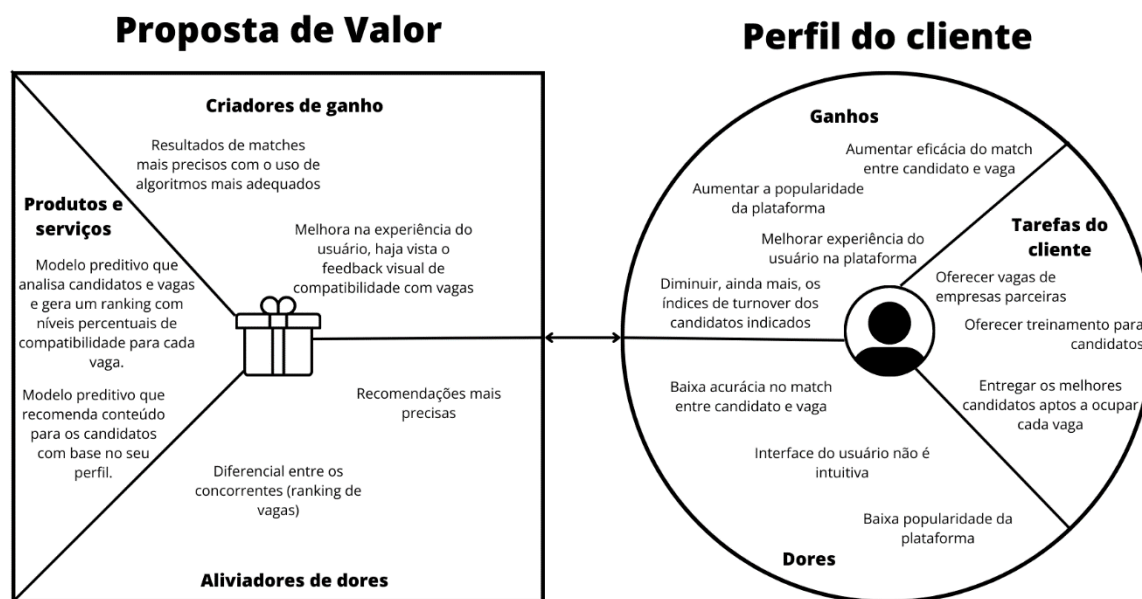 Proposta de Valor
Criadores de ganho
Resultados de matches
mais precisos com o uso de
algoritmos mais adequados
Melhora na experiência do
usuário, haja vista o
feedback visual de
compatibilidade com vagas
Produtos e
serviços
Modelo preditivo que
analisa candidatos e vagas
e gera um ranking com
níveis percentuais de
compatibilidade para cada
vaga.
Modelo preditivo que
recomenda conteúdo
para os candidatos
com base no seu
perfil.
Recomendações mais
precisas
Diferencial entre os
concorrentes (ranking de
vagas)
Aliviadores de dores
Perfil do cliente
Ganhos
Aumentar eficácia do match
entre candidato e vaga
Aumentar a popularidade
da plataforma
Melhorar experiência do
usuário na plataforma
Diminuir, ainda mais, os
índices de turnover dos
candidatos indicados
Tarefas do
cliente
Oferecer vagas de
empresas parceiras
Oferecer treinamento para
candidatos
Entregar os melhores
candidatos aptos a ocupar
cada vaga
Baixa acurácia no match
entre candidato e vaga
Interface do usuário não é
intuitiva
Baixa popularidade da
plataforma
Dores